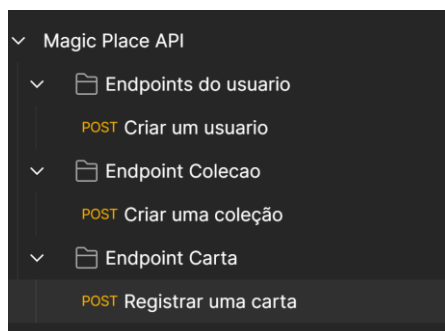 Magic Place API
Endpoints do usuario
POST Criar um usuario
Endpoint Colecao
POST Criar uma coleção
Endpoint Carta
POST Registrar uma carta